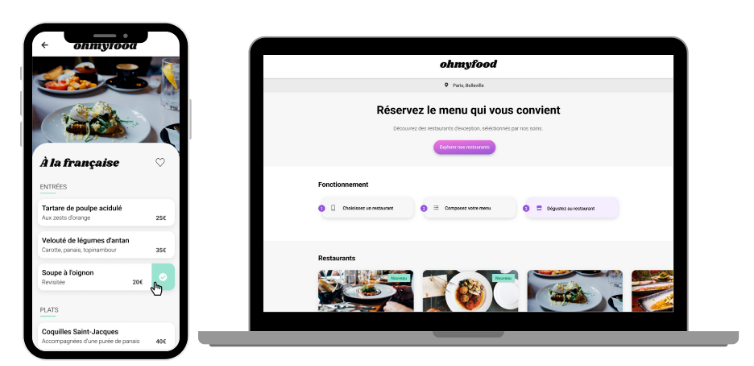 ohmyfood
À la française
ENTRÉES
Tartare de poulpe acidulé
Aux zests d'orange 25€
Velouté de légumes d'antan
Carotte, panais, topinambour 35€
Soupe à l'oignon
Revisitée 20€
PLATS
Coquilles Saint-Jacques
Accompagnées d'une purée de panais 40€
ohmyfood
Paris, Belleville
Réservez le menu qui vous convient
Découvrez des restaurants d'exception, sélectionnés par nos soins.
Explorer nos restaurants
Fonctionnement
1 Choisissez un restaurant
2 Composez votre menu
3 Dégustez au restaurant
Restaurants
Nouveau
Nouveau